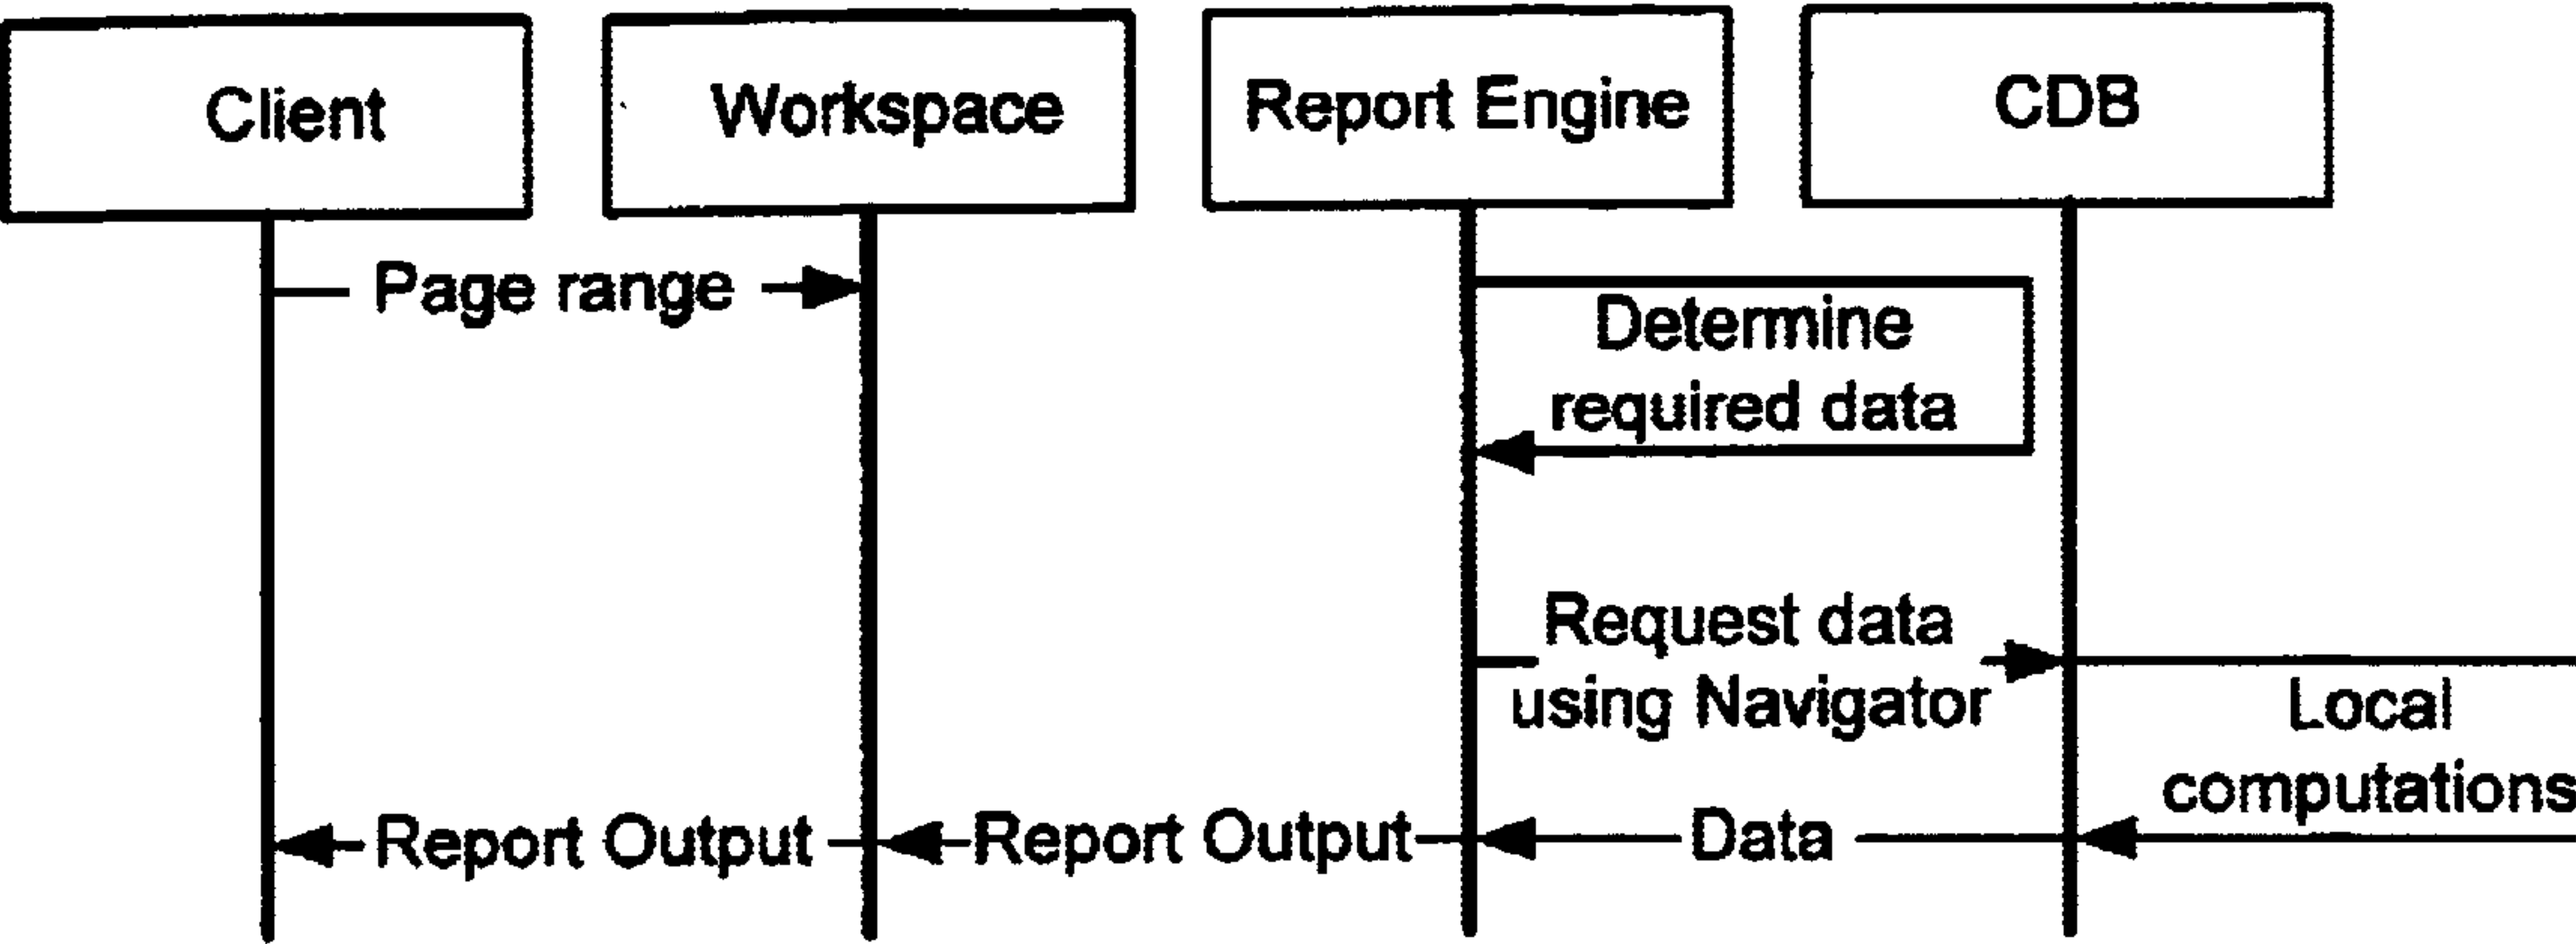 Client
Workspace
Report Engine
CDB
Page range
Determine
required data
Request data
using Navigator
Local
computations
Report Output
Report Output
Data